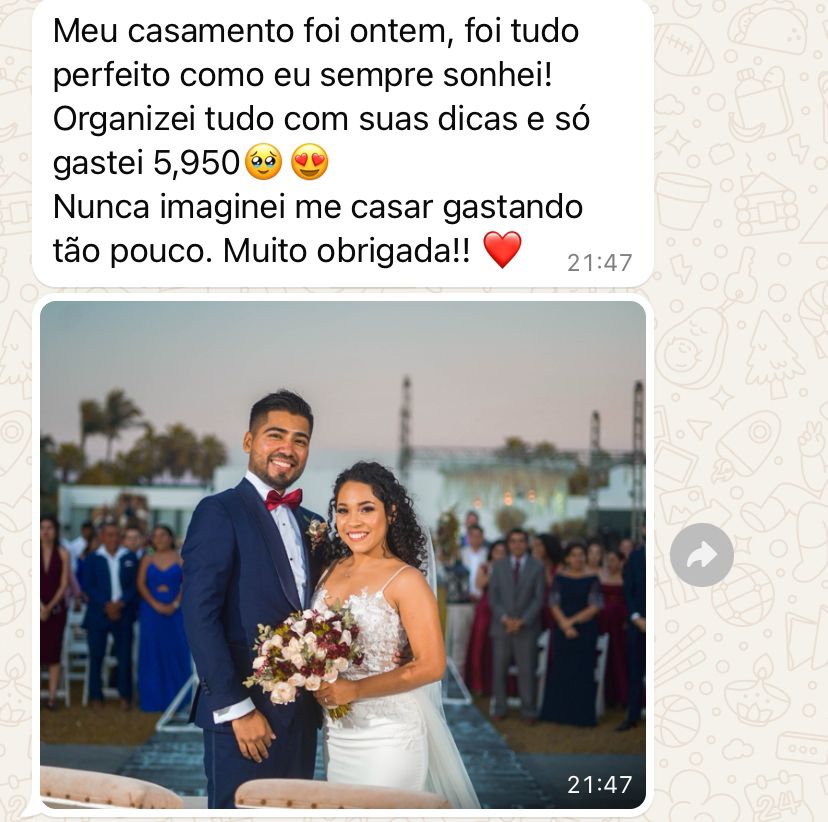 Meu casamento foi ontem, foi tudo
perfeito como eu sempre sonhei!
Organizei tudo com suas dicas e só
gastei 5,950🥹😍
Nunca imaginei me casar gastando
tão pouco. Muito obrigada!! ❤️
21:47
21:47